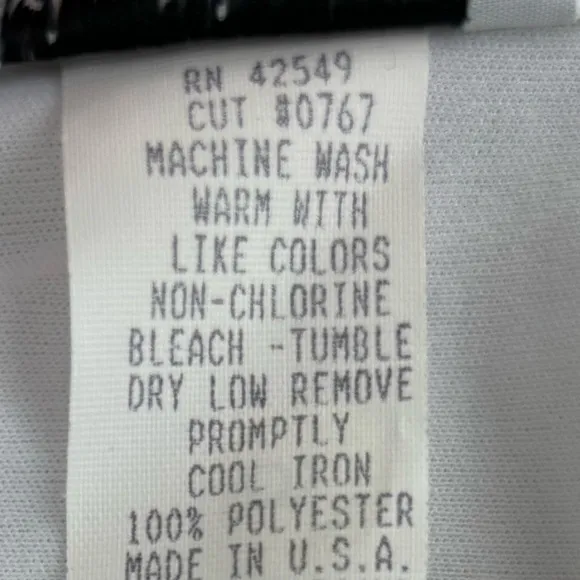 RN 42549
CUT #0767
MACHINE WASH
WARM WITH
LIKE COLORS
NON-CHLORINE
BLEACH -TUMBLE
DRY LOW REMOVE
PROMPTLY
COOL IRON
100% POLYESTER
MADE IN U.S.A.